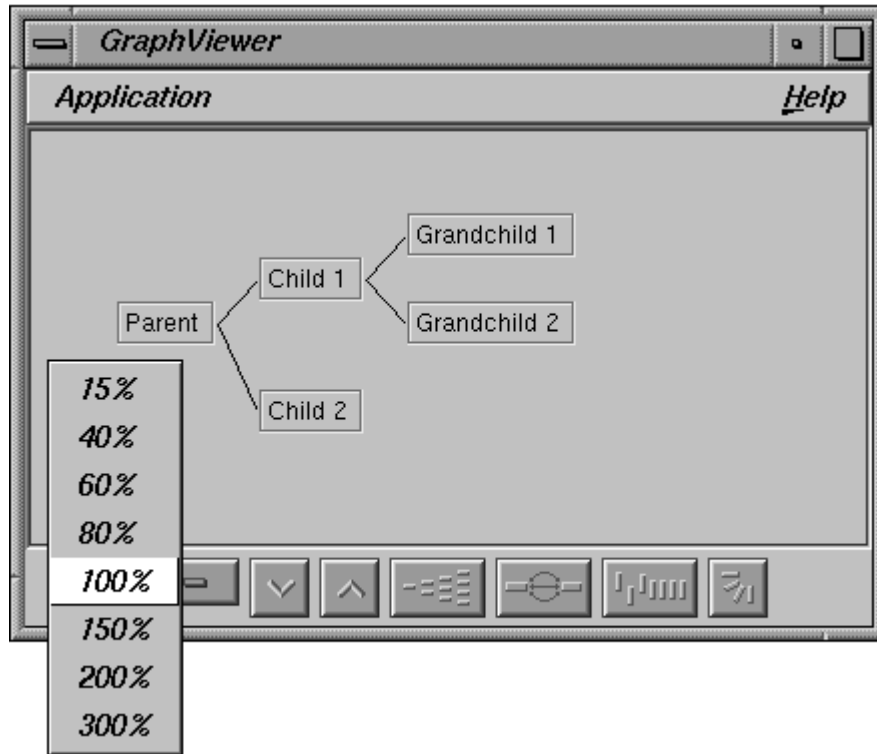 GraphViewer
Application Help
Grandchild 1
Child 1
Parent Grandchild 2
Child 2
15%
40%
60%
80%
100%
150%
200%
300%